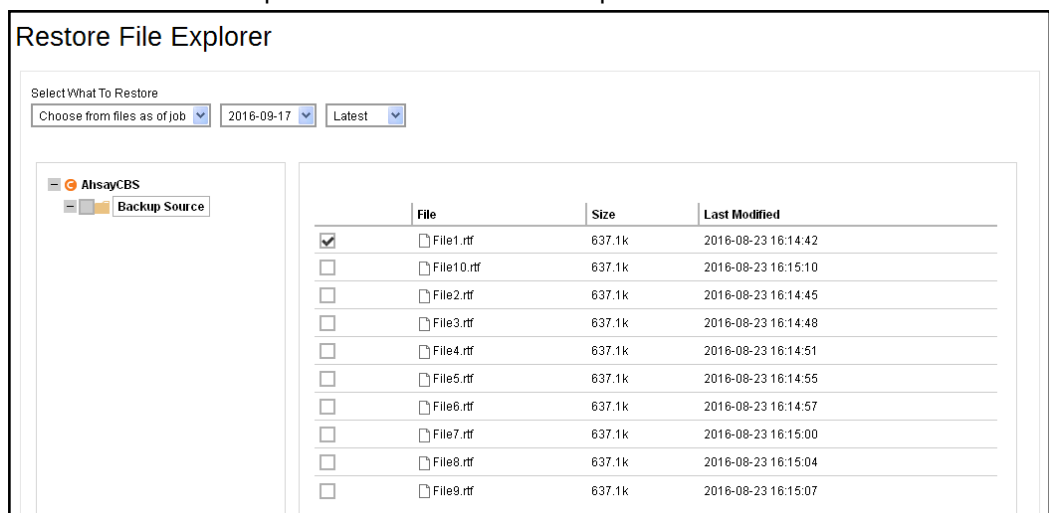 Restore File Explorer
Select What To Restore
Choose from files as of job 2016-09-17 Latest
AhsayCBS
Backup Source
File Size Last Modified
File1.rtf 637.1k 2016-08-23 16:14:42
File10.rtf 637.1k 2016-08-23 16:15:10
File2.rtf 637.1k 2016-08-23 16:14:45
File3.rtf 637.1k 2016-08-23 16:14:48
File4.rtf 637.1k 2016-08-23 16:14:51
File5.rtf 637.1k 2016-08-23 16:14:55
File6.rtf 637.1k 2016-08-23 16:14:57
File7.rtf 637.1k 2016-08-23 16:15:00
File8.rtf 637.1k 2016-08-23 16:15:04
File9.rtf 637.1k 2016-08-23 16:15:07